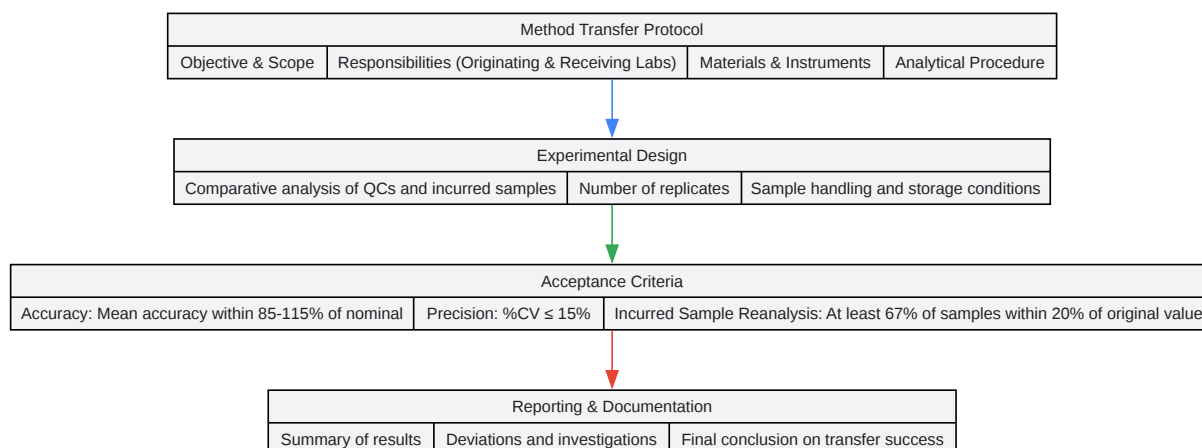 Method Transfer Protocol
Objective & Scope
Responsibilities (Originating & Receiving Labs)
Materials & Instruments
Analytical Procedure
Experimental Design
Comparative analysis of QCs and incurred samples
Number of replicates
Sample handling and storage conditions
Acceptance Criteria
Accuracy: Mean accuracy within 85-115% of nominal
Precision: %CV ≤ 15%
Incurred Sample Reanalysis: At least 67% of samples within 20% of original value
Reporting & Documentation
Summary of results
Deviations and investigations
Final conclusion on transfer success